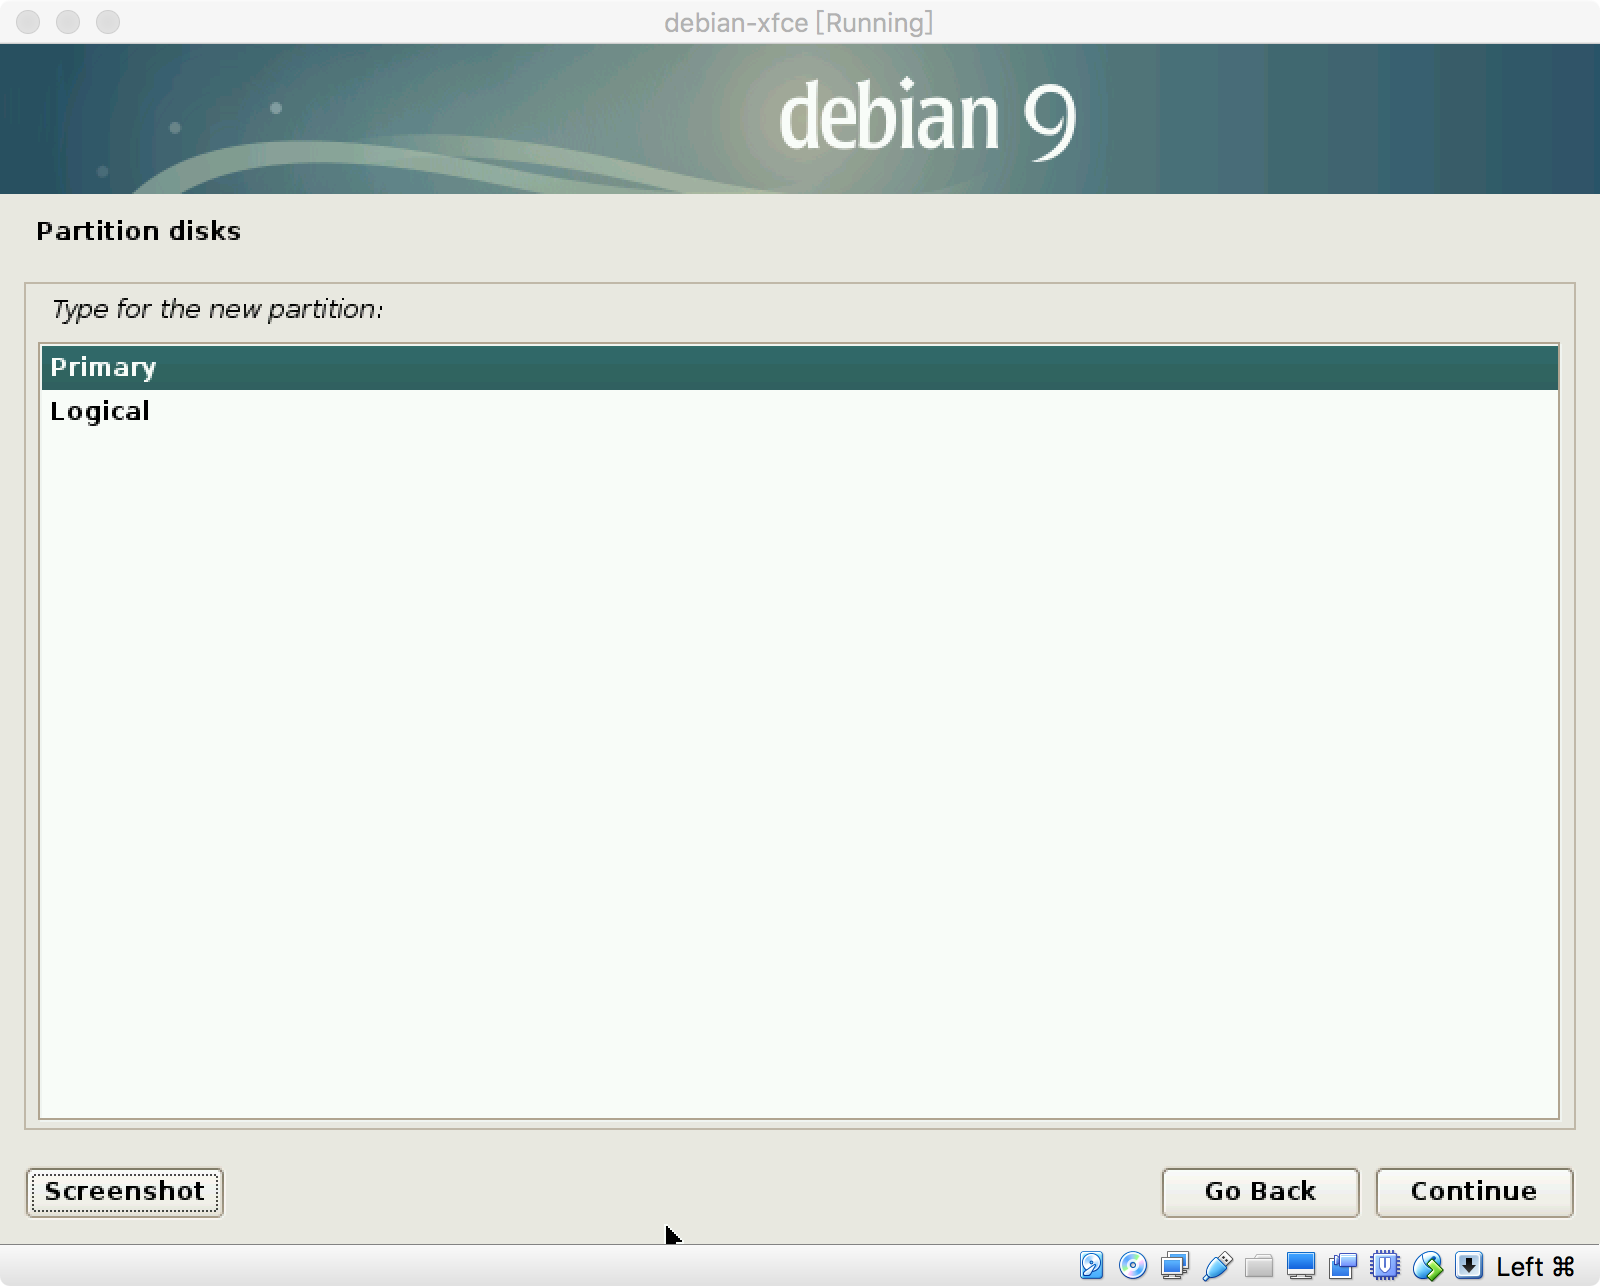 debian-xfce [Running]
debian 9
Partition disks
Type for the new partition:
Primary
Logical
Screenshot
Go Back
Continue
Left ⌘